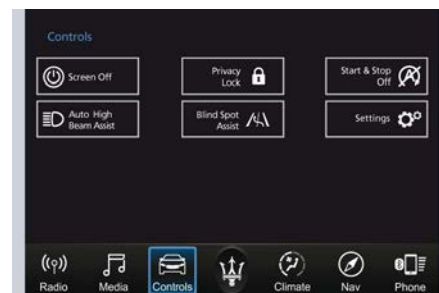 Controls
Screen Off
Privacy
Lock
Start & Stop
Off
Auto High
Beam Assist
Blind Spot
Assist
Settings
Radio
Media
Controls
Climate
Nav
Phone